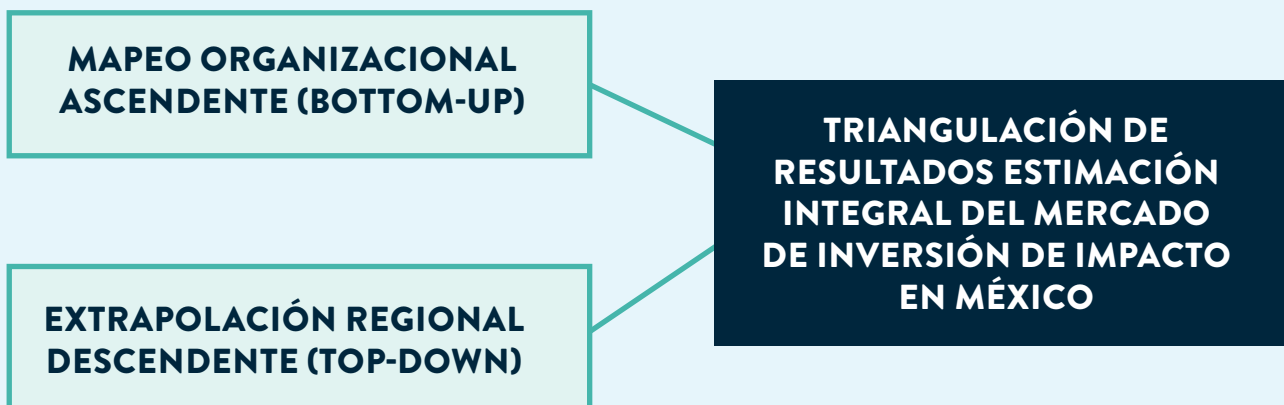 MAPEO ORGANIZACIONAL
ASCENDENTE (BOTTOM-UP)
EXTRAPOLACIÓN REGIONAL
DESCENDENTE (TOP-DOWN)
TRIANGULACIÓN DE
RESULTADOS ESTIMACIÓN
INTEGRAL DEL MERCADO
DE INVERSIÓN DE IMPACTO
EN MÉXICO